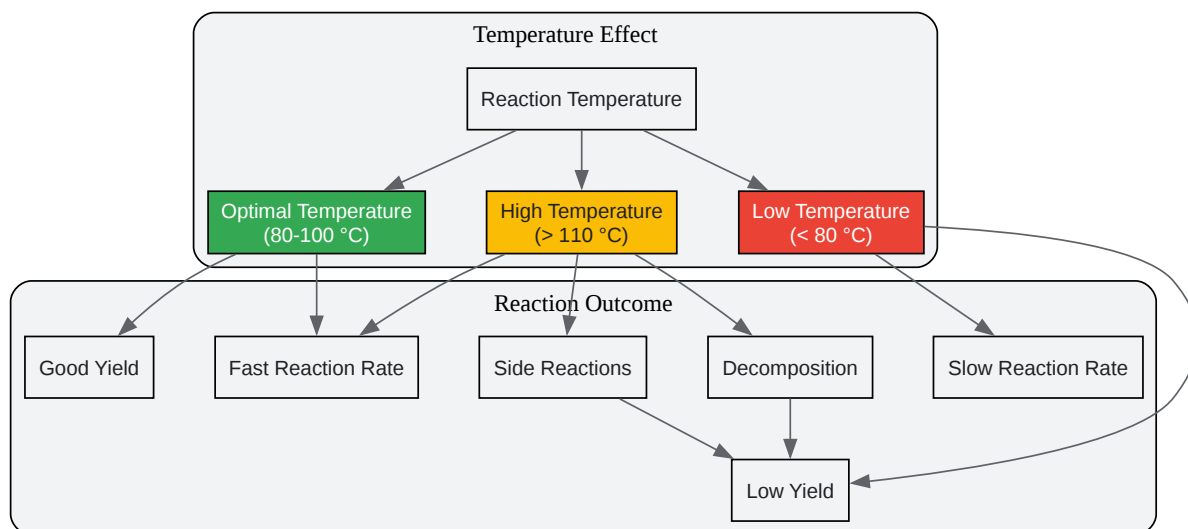 Temperature Effect
Reaction Temperature
Optimal Temperature
(80-100 °C)
High Temperature
(> 110 °C)
Low Temperature
(< 80 °C)
Reaction Outcome
Good Yield
Fast Reaction Rate
Side Reactions
Decomposition
Slow Reaction Rate
Low Yield